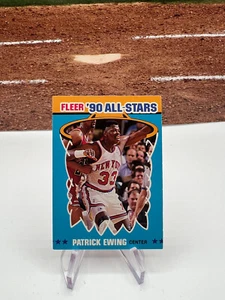 FLEER '90 ALL-STARS
NEW YORK
33
PATRICK EWING
CENTER